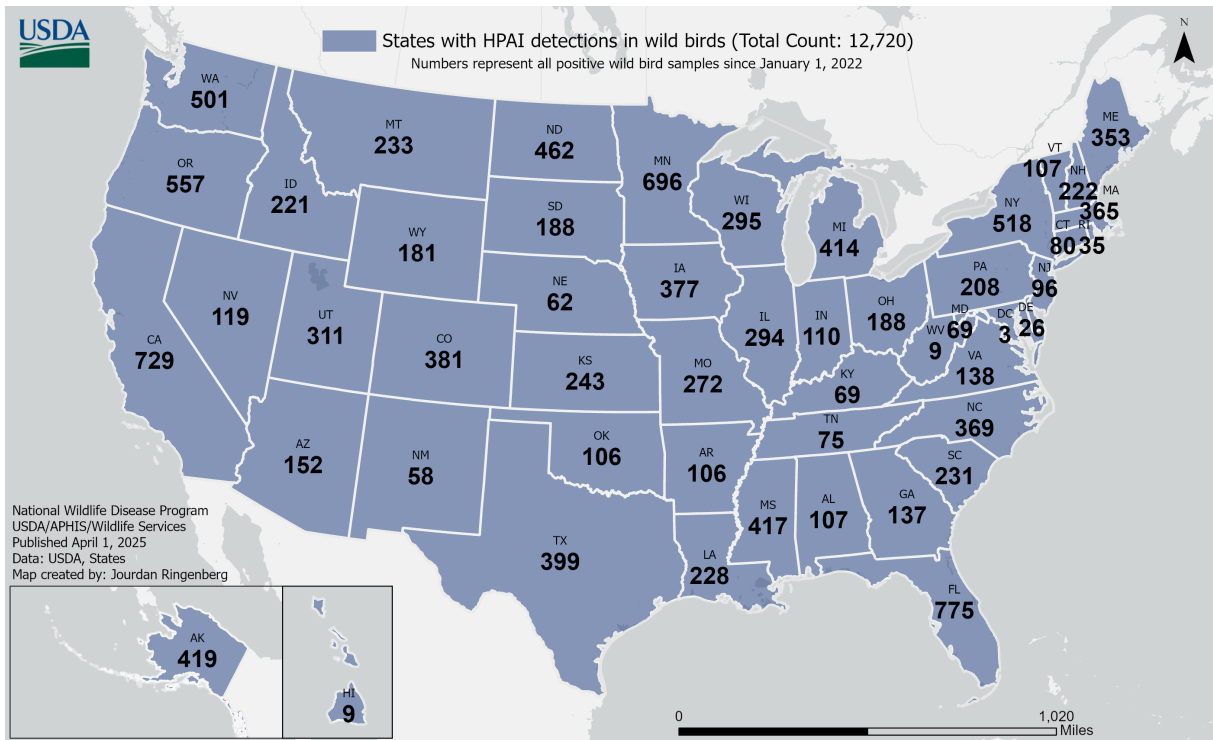 USDA
States with HPAI detections in wild birds (Total Count: 12,720)
Numbers represent all positive wild bird samples since January 1, 2022
N
WA
501
MT
233
ND
462
MN
696
ME
353
OR
557
ID
221
SD
188
WI
295
MI
414
VT
107
NH
222
MA
365
NY
518
CT
80
RI
35
WY
181
IA
377
PA
208
NJ
96
NE
62
NV
119
UT
311
CO
381
IL
294
IN
110
OH
188
MD
69
DC
3
DE
26
WV
9
VA
138
CA
729
KS
243
MO
272
KY
69
NC
369
TN
75
AZ
152
NM
58
OK
106
AR
106
SC
231
MS
417
AL
107
GA
137
TX
399
LA
228
FL
775
National Wildlife Disease Program
USDA/APHIS/Wildlife Services
Published April 1, 2025
Data: USDA, States
Map created by: Jourdan Ringenberg
AK
419
HI
9
0
1,020
Miles